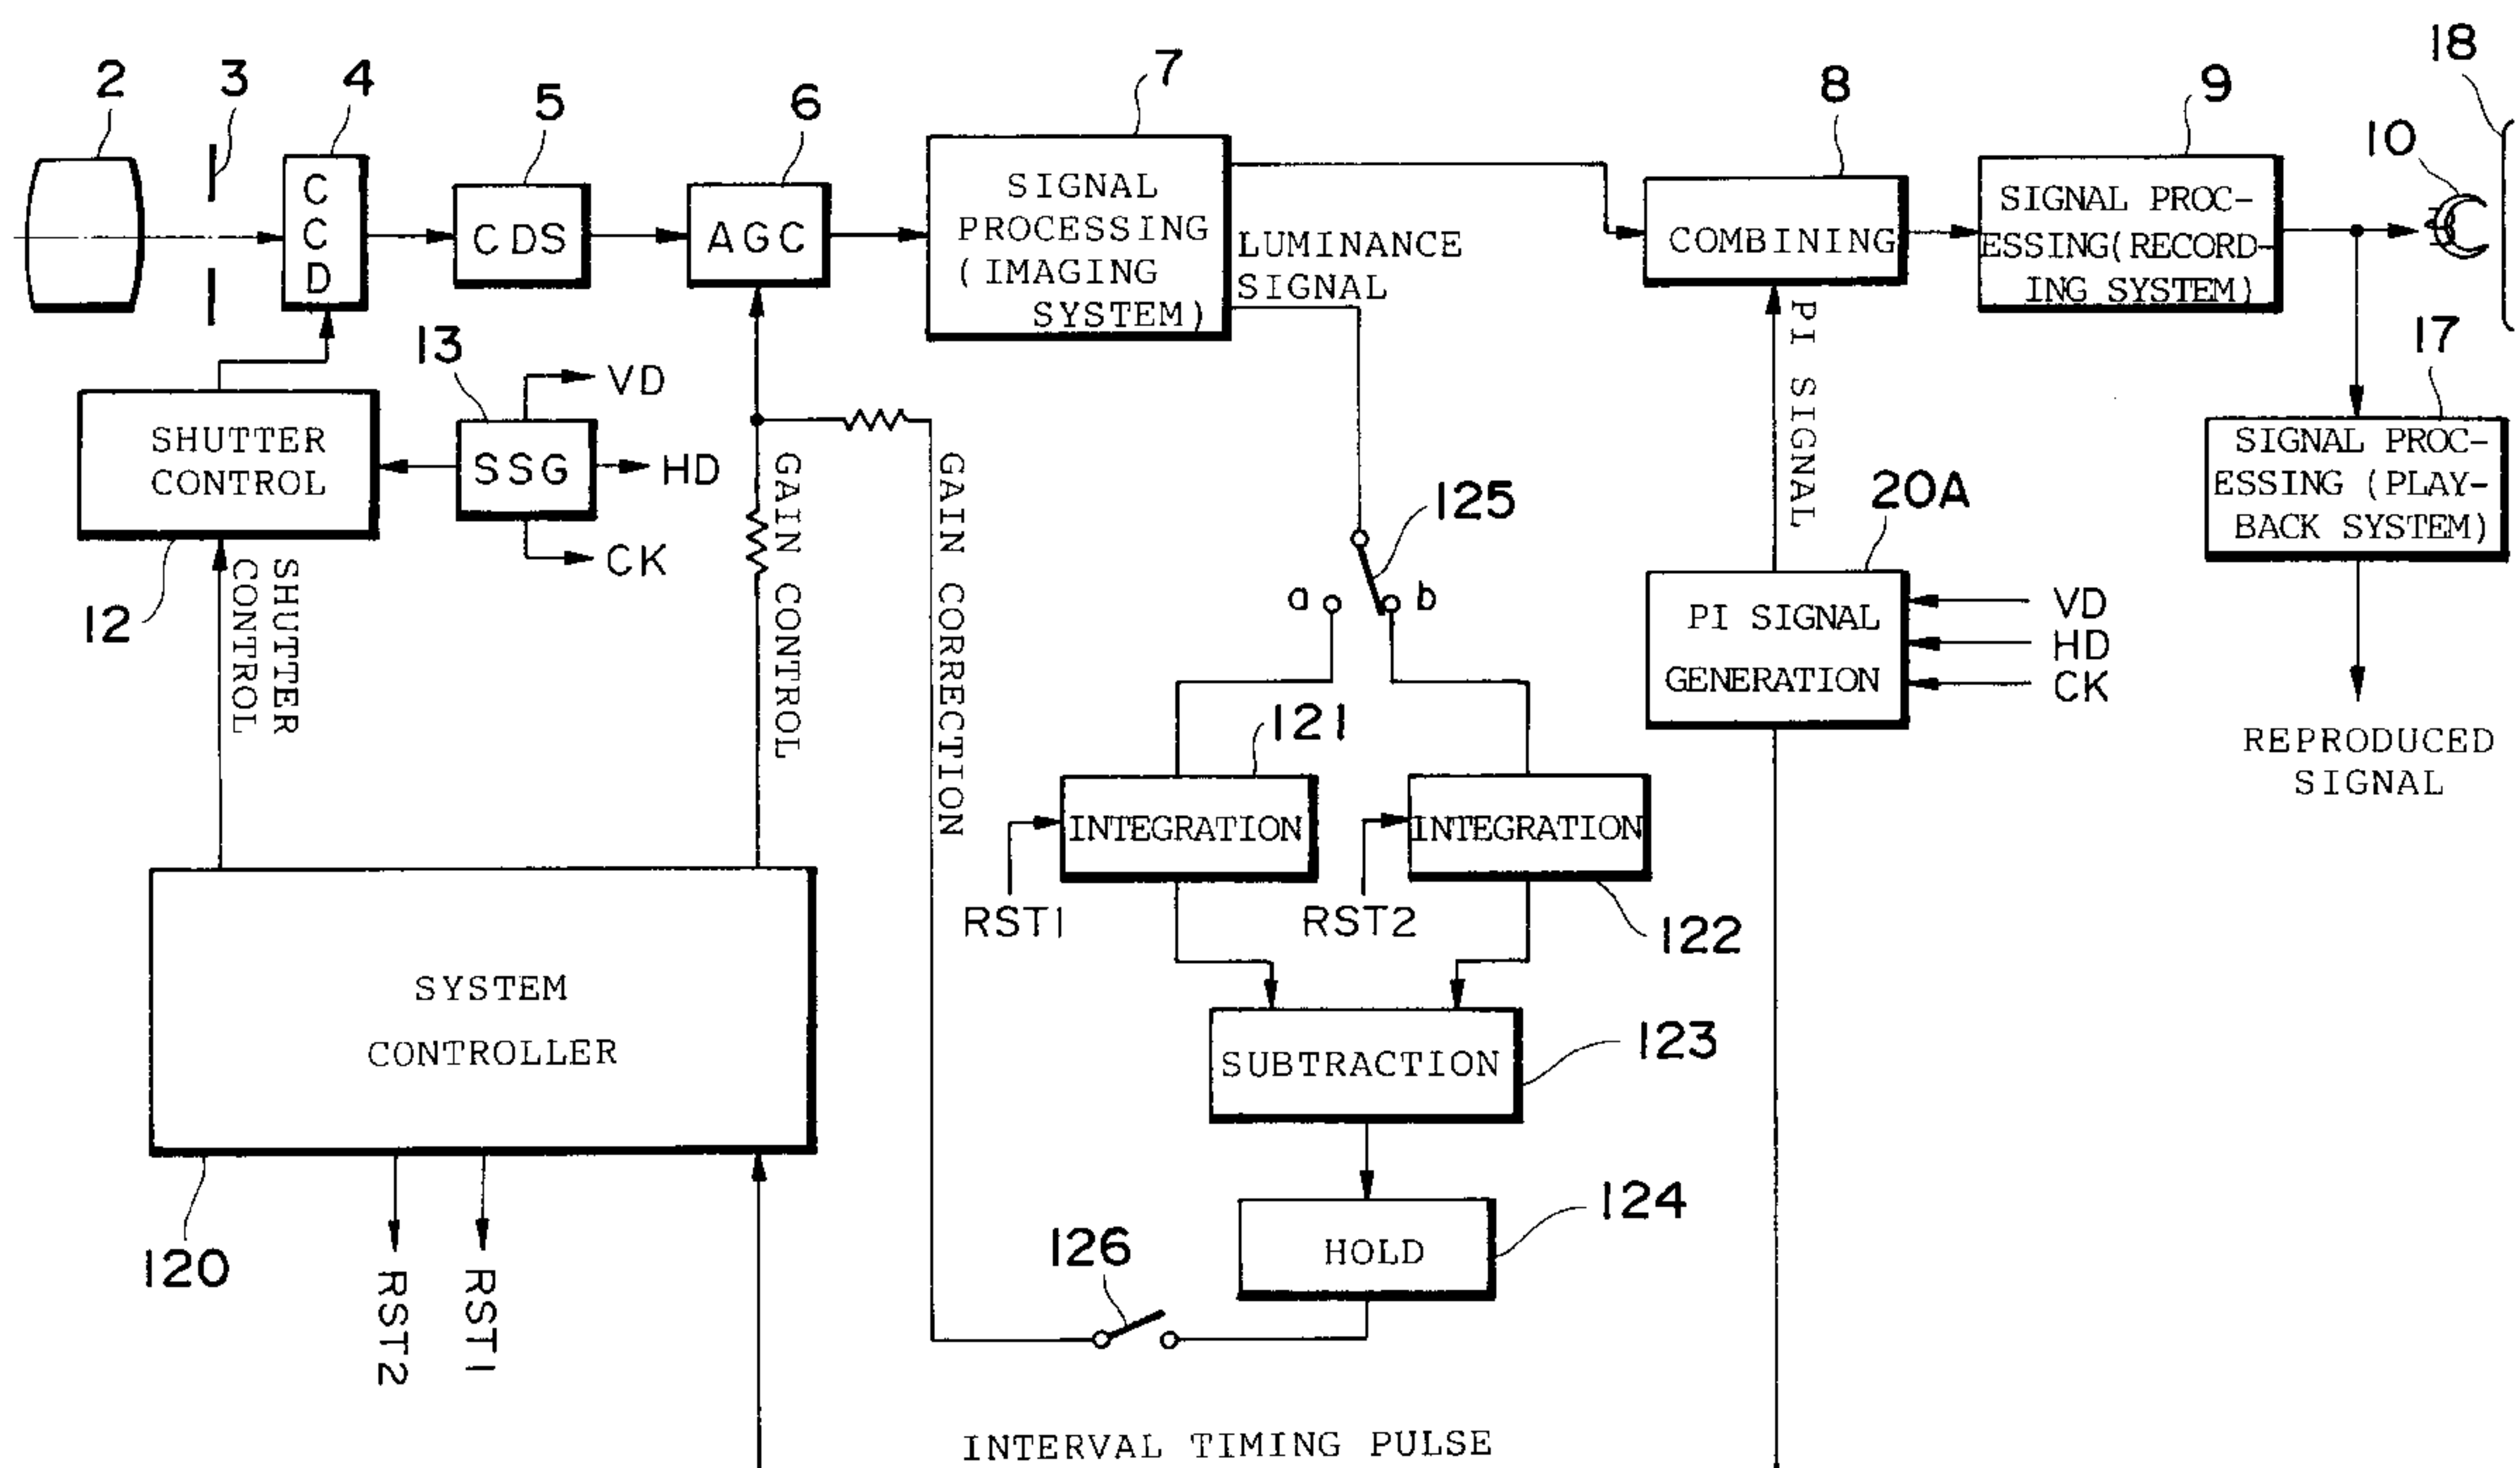 2
3
4
5
6
7
8
9
10
18
C
C
D
CDS
AGC
SIGNAL
PROCESSING
(IMAGING
SYSTEM)
LUMINANCE
SIGNAL
COMBINING
SIGNAL PROC-
ESSING(RECORD-
ING SYSTEM)
13
VD
HD
CK
SSG
SHUTTER
CONTROL
12
SHUTTER
CONTROL
GAIN CONTROL
GAIN CORRECTION
PI SIGNAL
17
SIGNAL PROC-
ESSING (PLAY-
BACK SYSTEM)
REPRODUCED
SIGNAL
125
a
b
20A
PI SIGNAL
GENERATION
VD
HD
CK
121
INTEGRATION
INTEGRATION
RST1
RST2
122
SYSTEM
CONTROLLER
SUBTRACTION
123
124
HOLD
126
120
RST2
RST1
INTERVAL TIMING PULSE